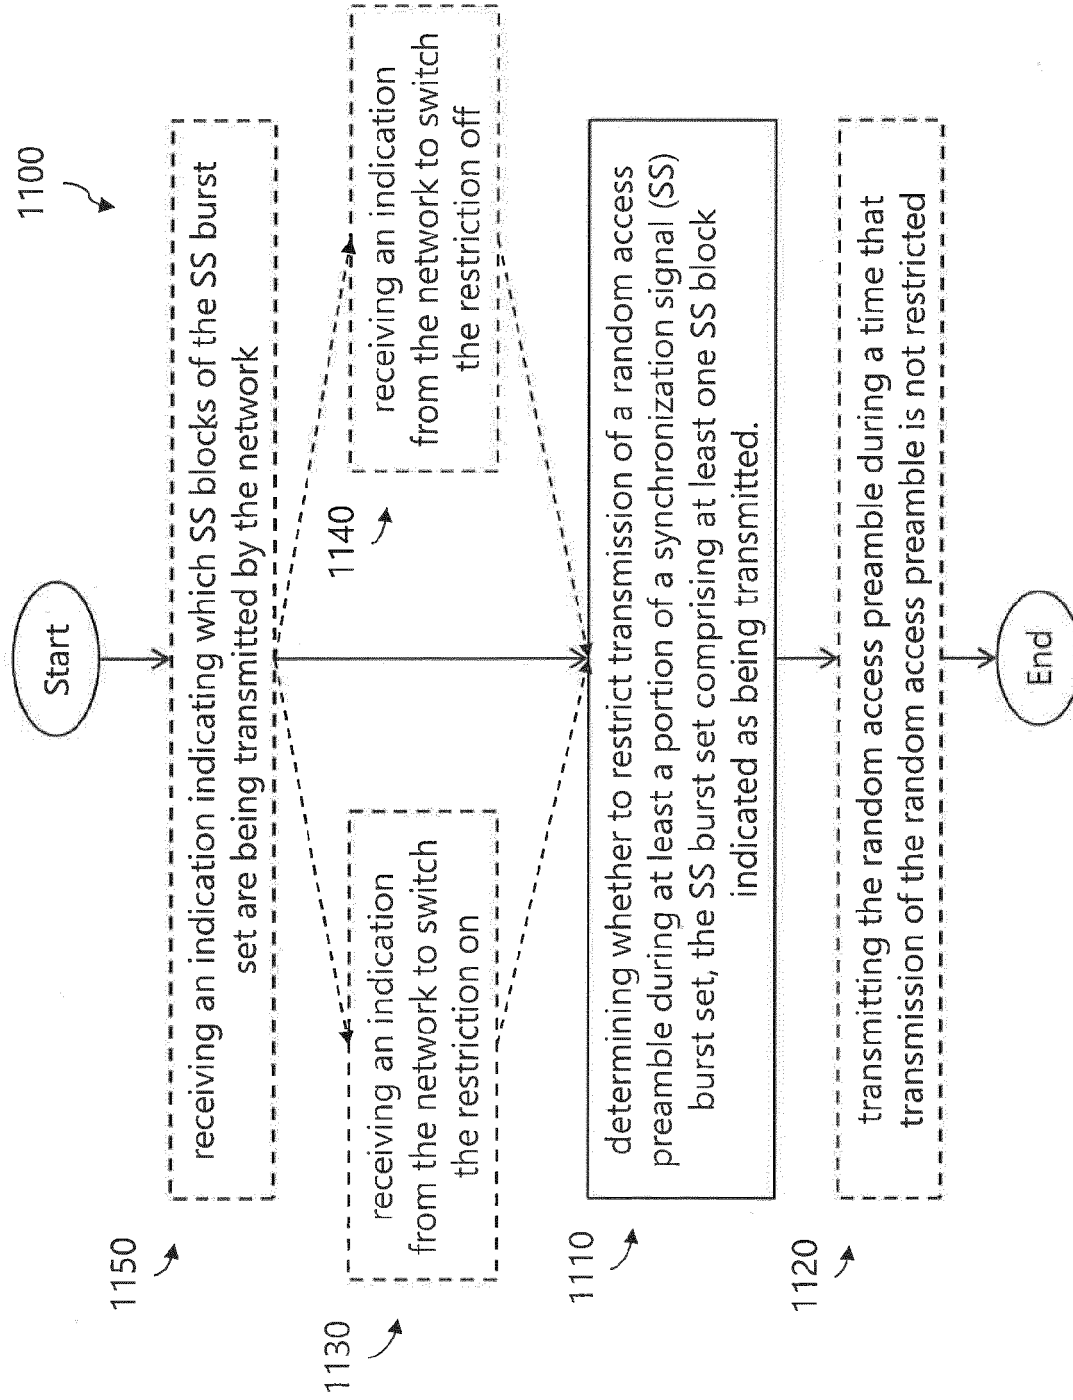 1100
Start
1150
receiving an indication indicating which SS blocks of the SS burst
set are being transmitted by the network
1130
receiving an indication
from the network to switch
the restriction on
1140
receiving an indication
from the network to switch
the restriction off
1110
determining whether to restrict transmission of a random access
preamble during at least a portion of a synchronization signal (SS)
burst set, the SS burst set comprising at least one SS block
indicated as being transmitted.
1120
transmitting the random access preamble during a time that
transmission of the random access preamble is not restricted
End